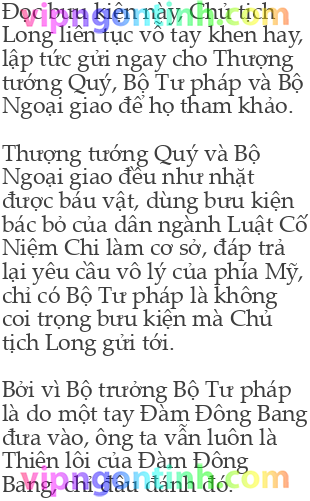 Đọc bưu kiện này, Chủ tịch
Long liên tục vỗ tay khen hay,
lập tức gửi ngay cho Thượng
tướng Quý, Bộ Tư pháp và Bộ
Ngoại giao để họ tham khảo.
Thượng tướng Quý và Bộ
Ngoại giao đều như nhặt
được báu vật, dùng bưu kiện
bác bỏ của dân ngành Luật Cố
Niệm Chi làm cơ sở, đáp trả
lại yêu cầu vô lý của phía Mỹ,
chỉ có Bộ Tư pháp là không
coi trọng bưu kiện mà Chủ
tịch Long gửi tới.
Bởi vì Bộ trưởng Bộ Tư pháp
là do một tay Đàm Đông Bang
đưa vào, ông ta vẫn luôn là
Thiên lôi của Đàm Đông
Bang, chỉ đâu đánh đó.
vipngontinh.com
vipngontinh.com